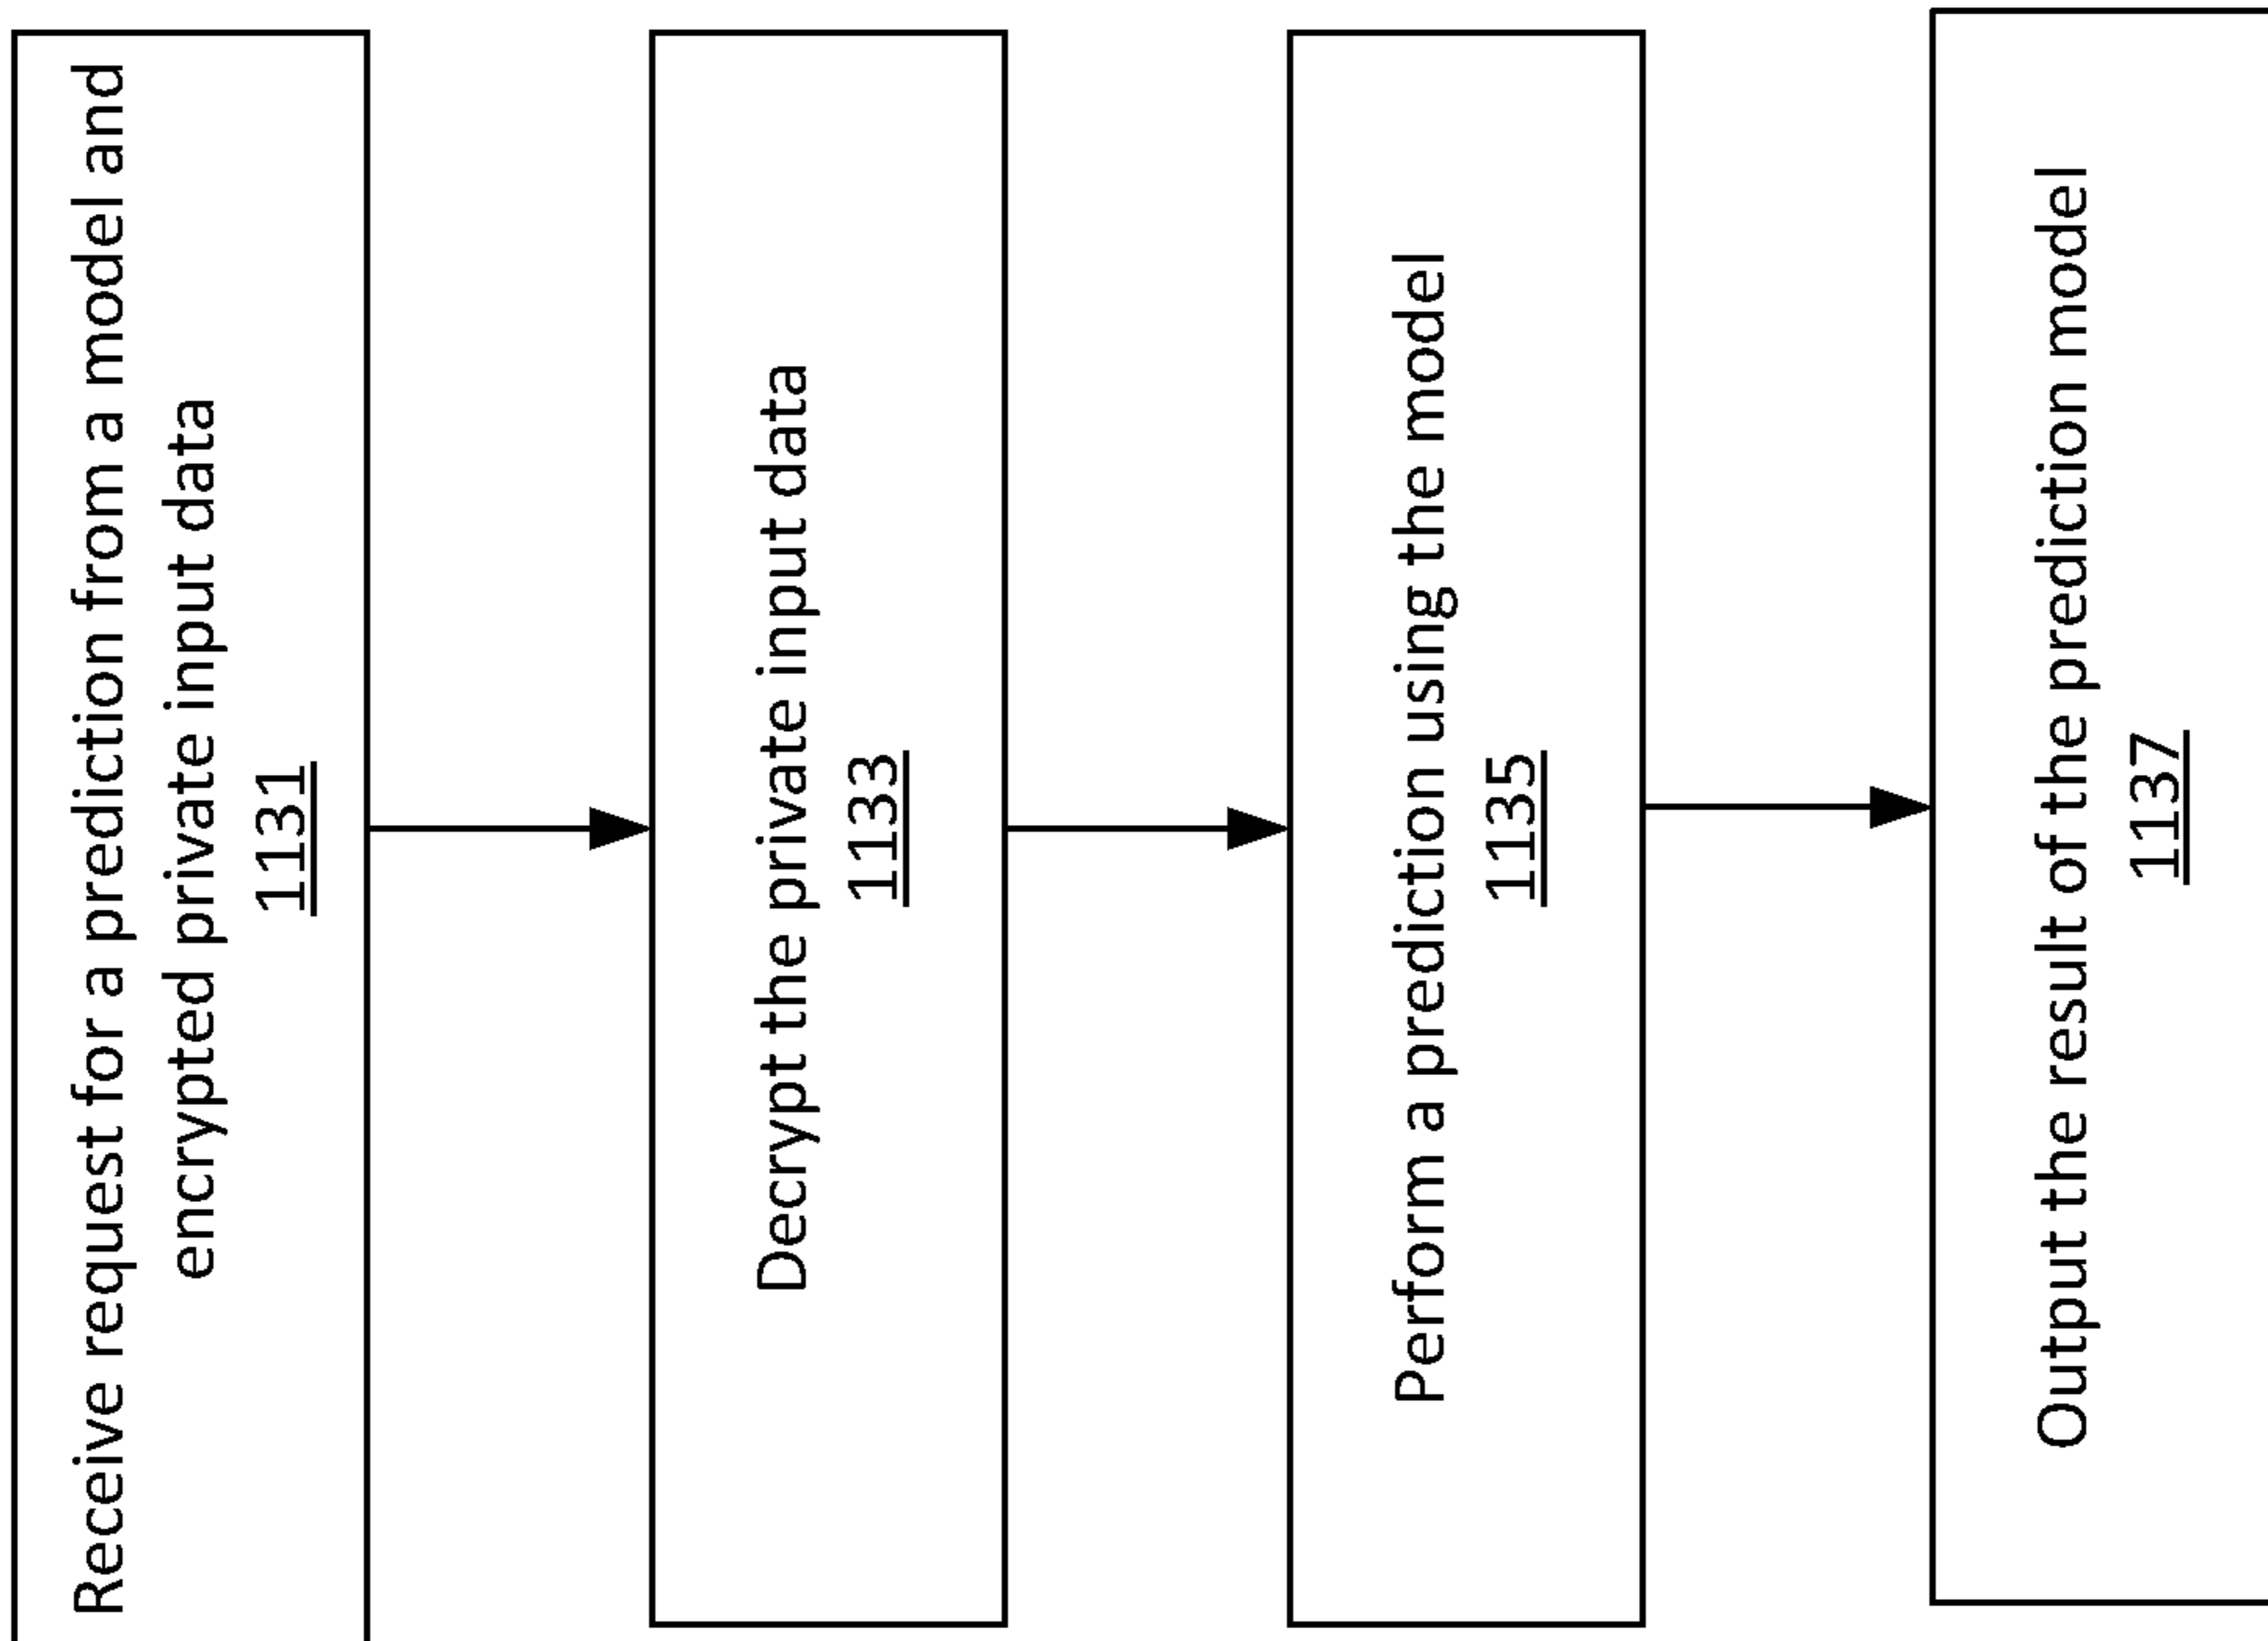 Receive request for a prediction from a model and
encrypted private input data
1131
Decrypt the private input data
1133
Perform a prediction using the model
1135
Output the result of the prediction model
1137